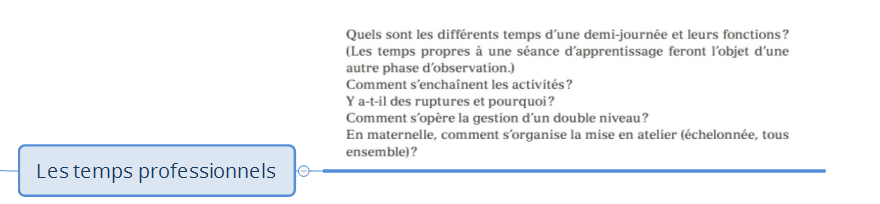 Quels sont les différents temps d'une demi-journée et leurs fonctions?
(Les temps propres à une séance d'apprentissage feront l'objet d'une
autre phase d'observation.)
Comment s'enchaînent les activités?
Y a-t-il des ruptures et pourquoi?
Comment s'opère la gestion d'un double niveau?
En maternelle, comment s'organise la mise en atelier (échelonnée, tous
ensemble)?
Les temps professionnels